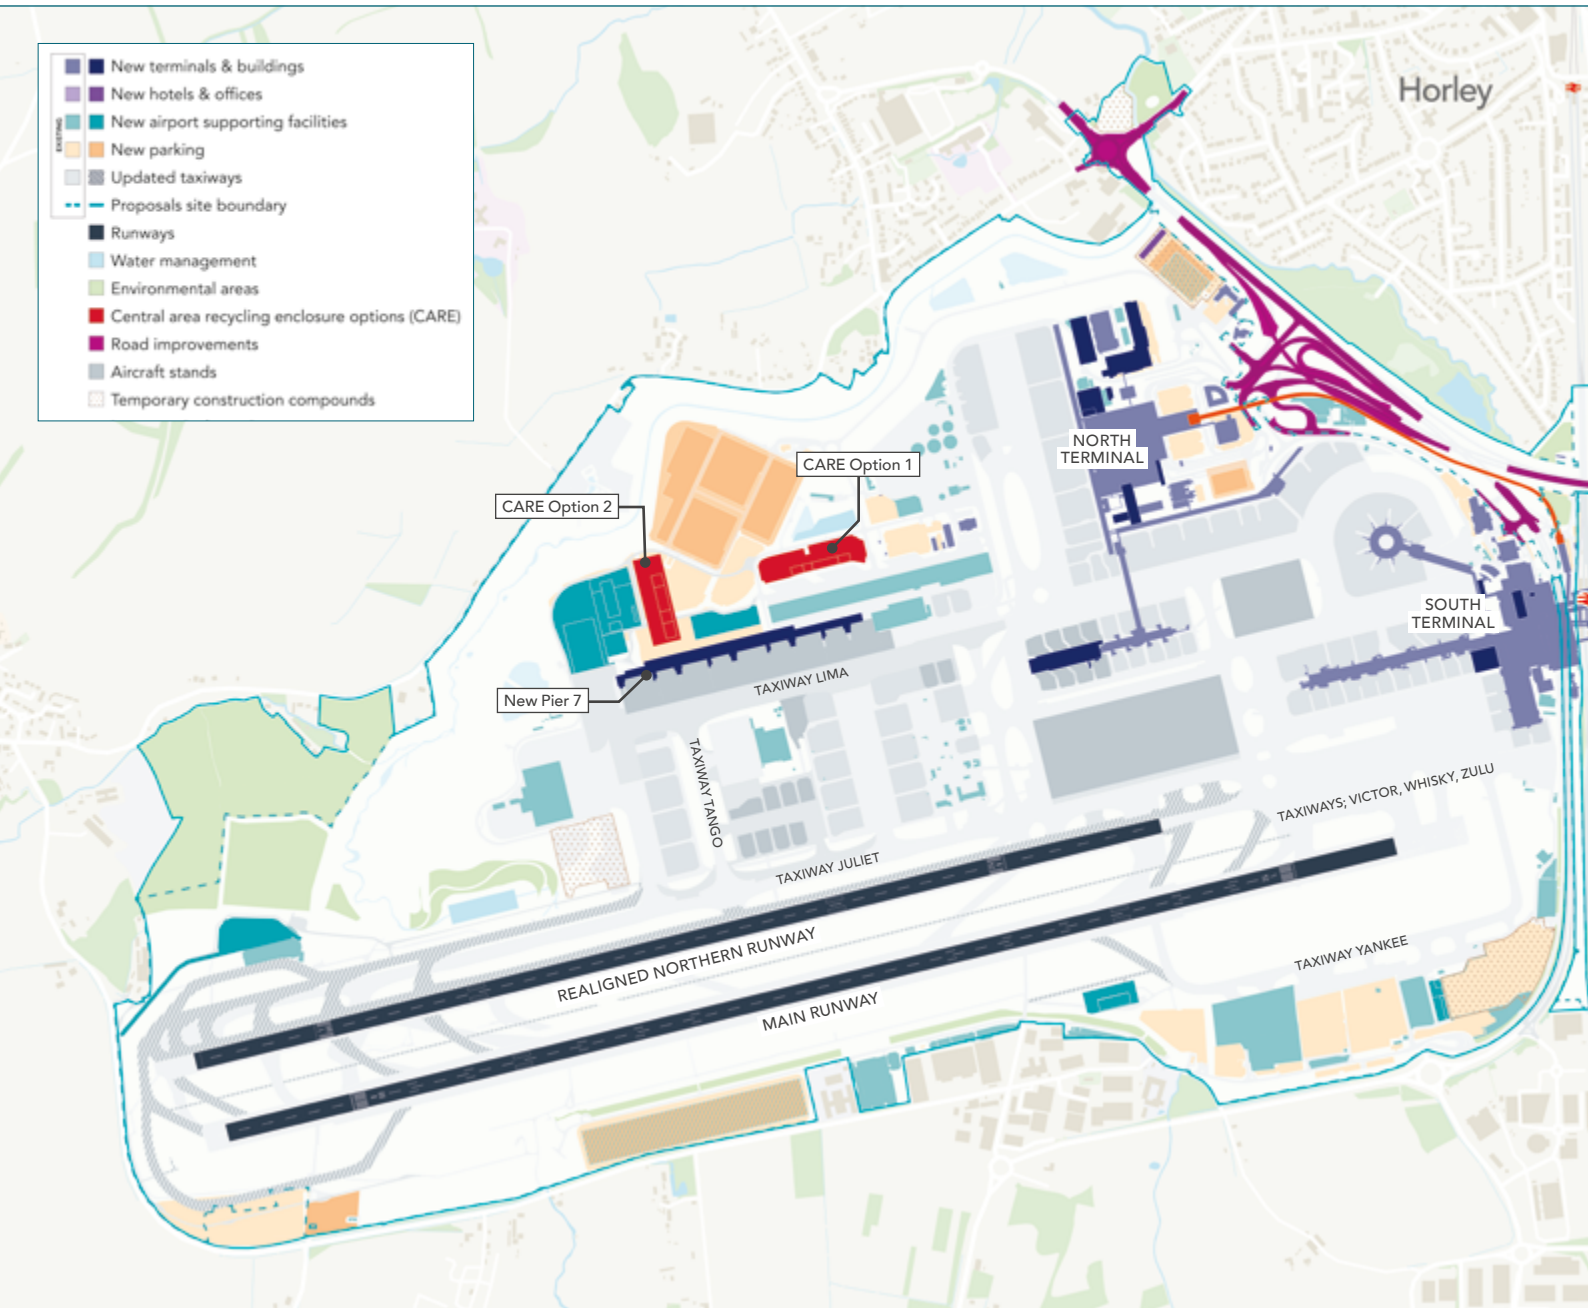 EXISTING
New terminals & buildings
New hotels & offices
New airport supporting facilities
New parking
Updated taxiways
Proposals site boundary
Runways
Water management
Environmental areas
Central area recycling enclosure options (CARE)
Road improvements
Aircraft stands
Temporary construction compounds
Horley
NORTH
TERMINAL
CARE Option 1
CARE Option 2
SOUTH
TERMINAL
New Pier 7
TAXIWAY LIMA
TAXIWAY TANGO
TAXIWAYS; VICTOR, WHISKY, ZULU
TAXIWAY JULIET
REALIGNED NORTHERN RUNWAY
TAXIWAY YANKEE
MAIN RUNWAY